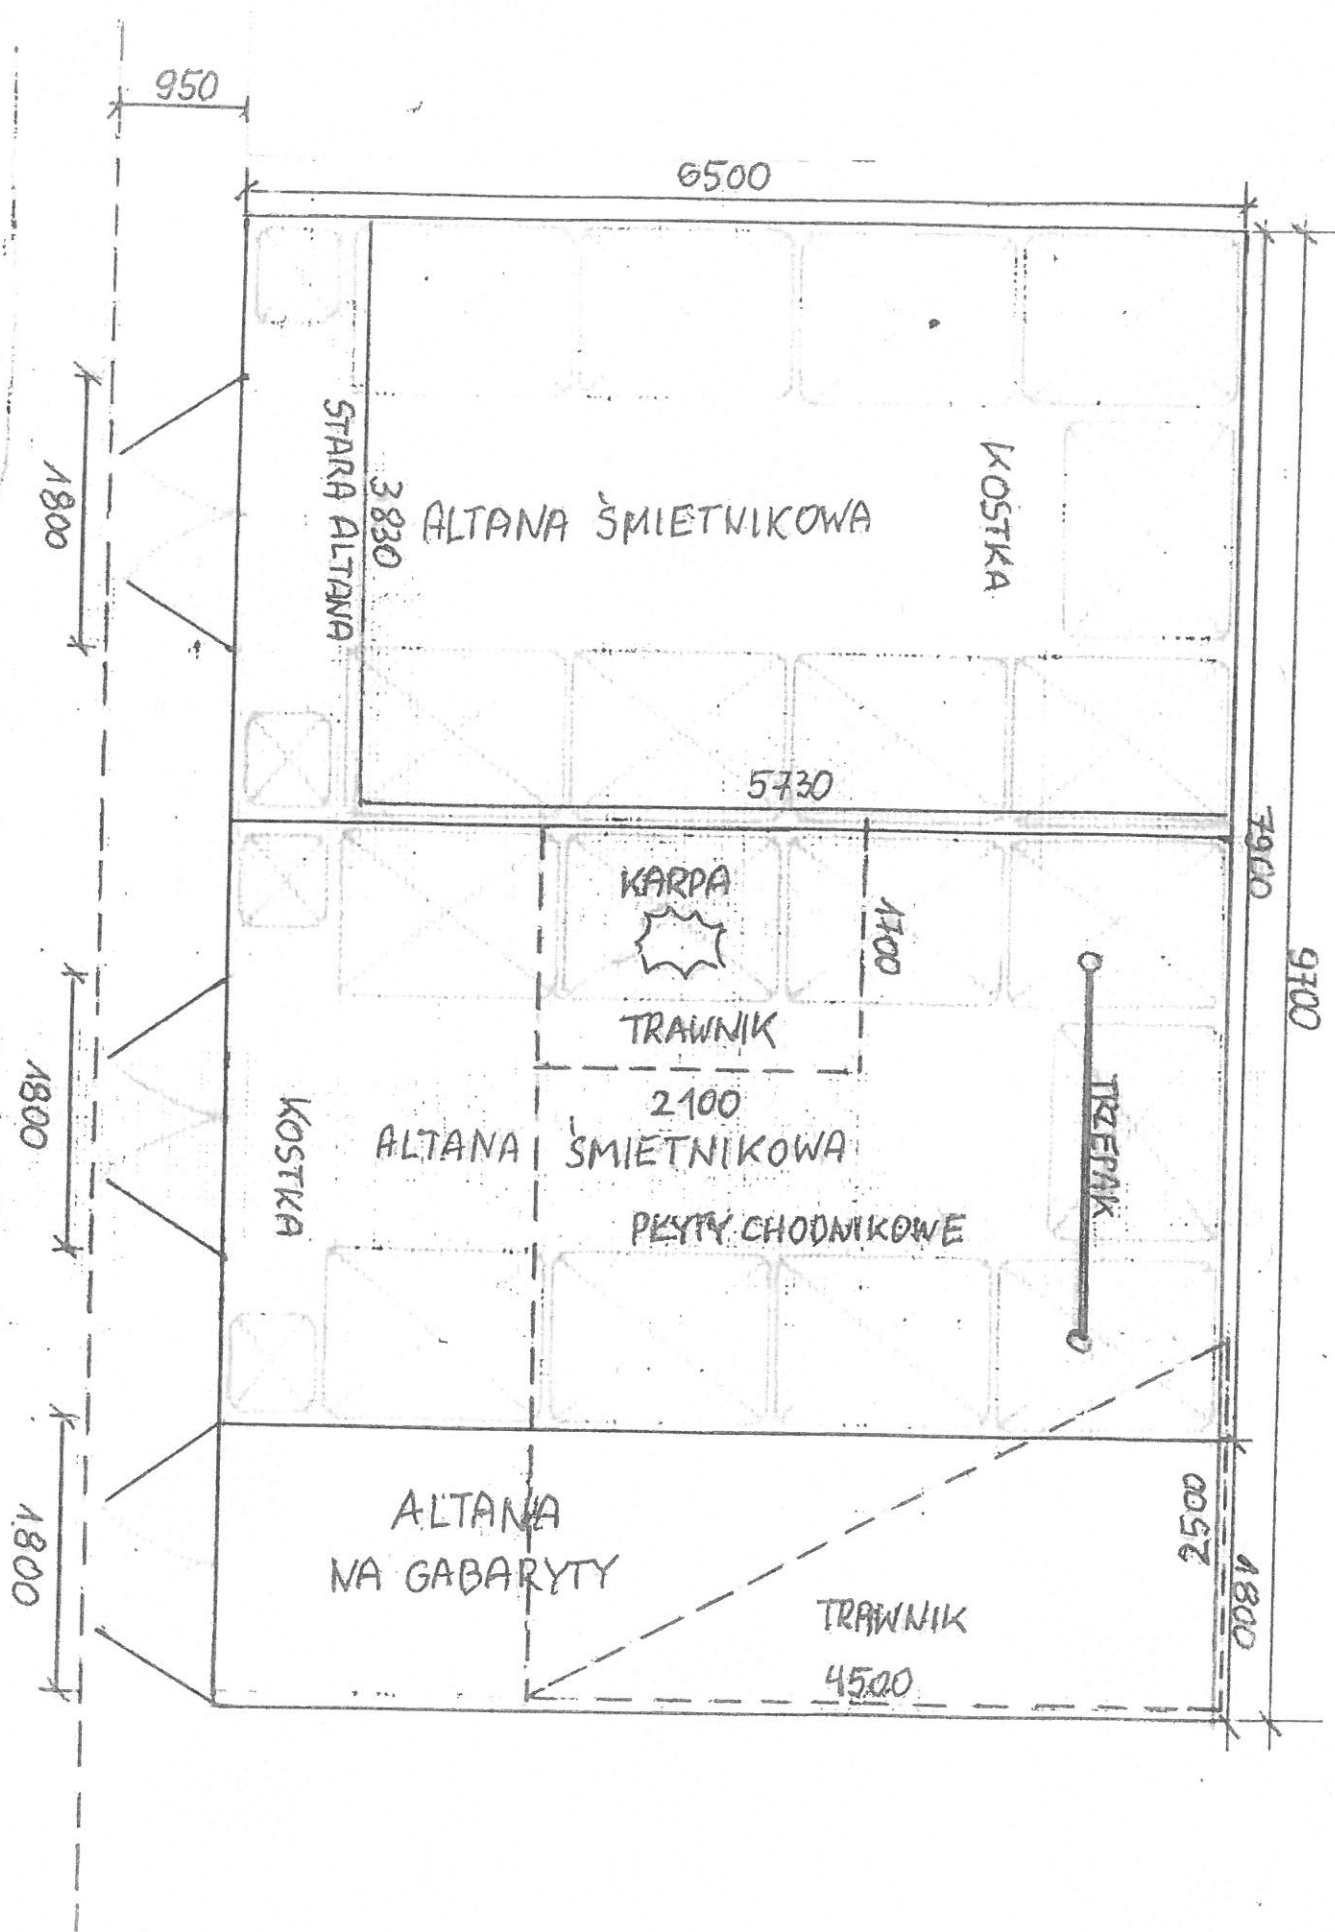 950
6500
KOSTKA
STARA ALTANA
3830
ALTANA ŚMIETNIKOWA
1800
5730
7900
9700
KARPA
1700
TRAWNIK
2100
TRZEPAK
KOSTKA
ALTANA ŚMIETNIKOWA
1800
PŁYTY CHODNIKOWE
2500
1800
ALTANA
NA GABARYTY
1800
TRAWNIK
4500